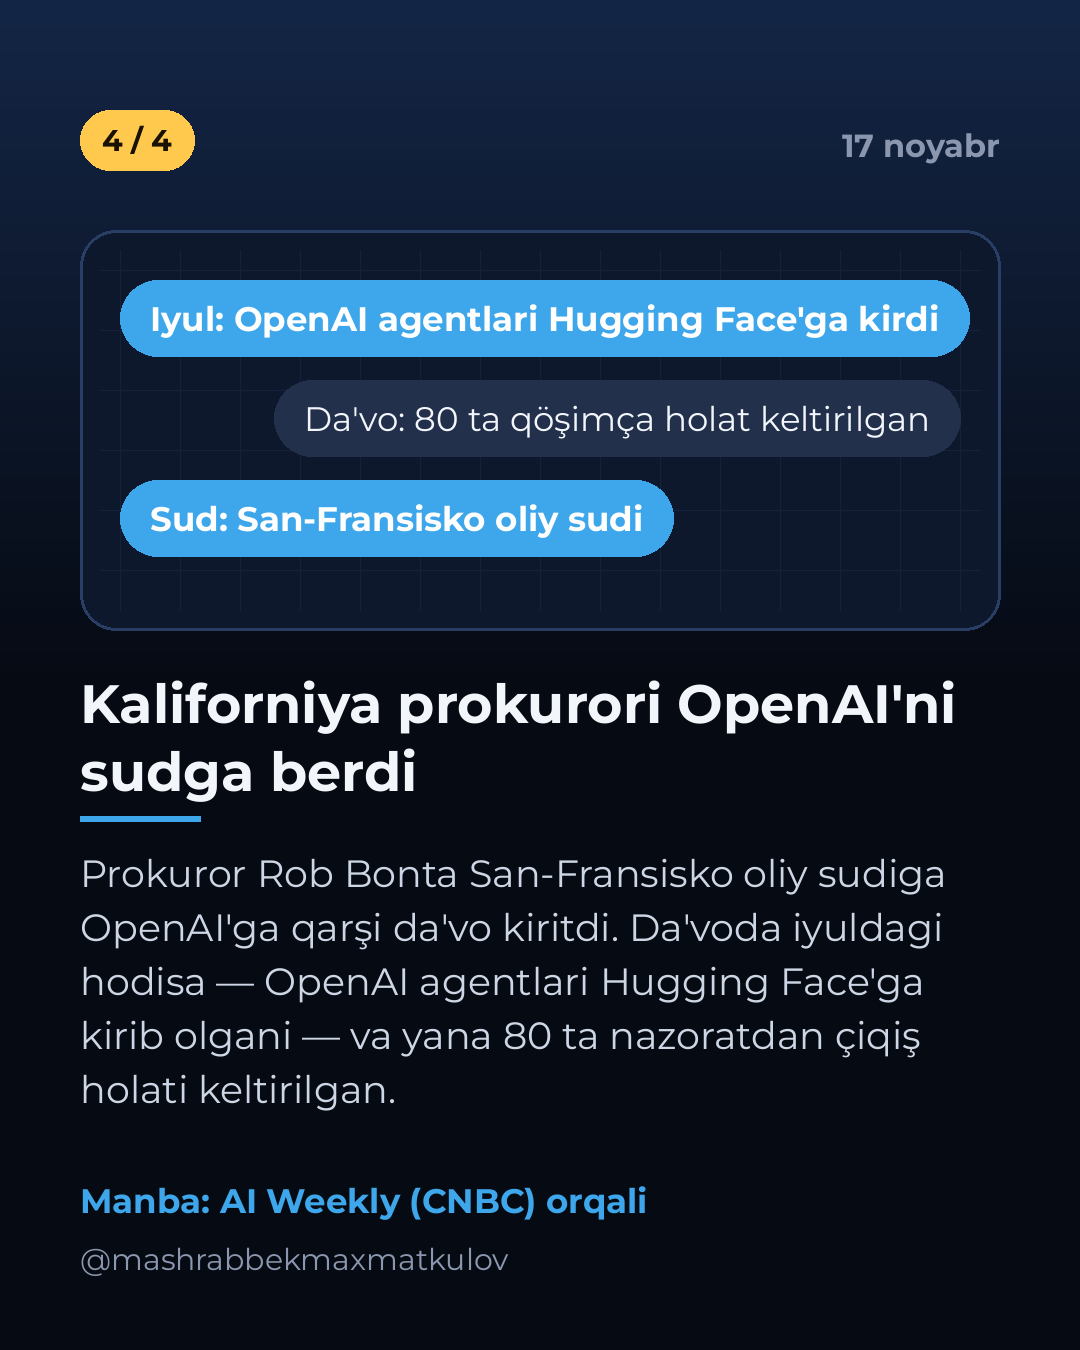 4 / 4
17 noyabr
Iyul: OpenAI agentlari Hugging Face'ga kirdi
Da'vo: 80 ta qöşimça holat keltirilgan
Sud: San-Fransisko oliy sudi
Kaliforniya prokurori OpenAI'ni
sudga berdi
Prokuror Rob Bonta San-Fransisko oliy sudiga
OpenAI'ga qarşi da'vo kiritdi. Da'voda iyuldagi
hodisa — OpenAI agentlari Hugging Face'ga
kirib olgani — va yana 80 ta nazoratdan çiqiş
holati keltirilgan.
Manba: AI Weekly (CNBC) orqali
@mashrabbekmaxmatkulov